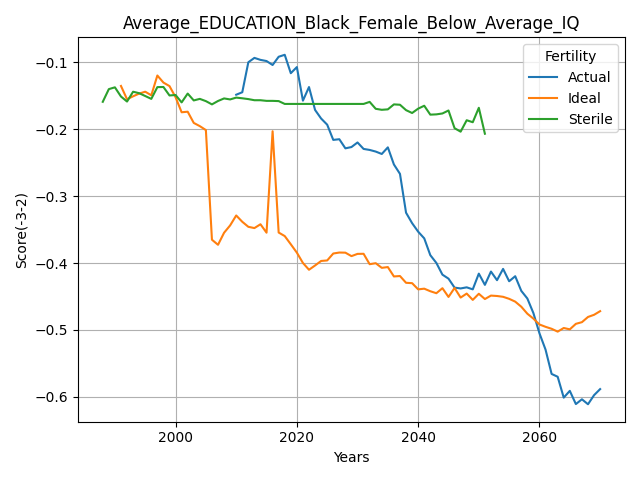 Average_EDUCATION_Black_Female_Below_Average_IQ
Fertility
Actual
Ideal
Sterile
Score(-3-2)
−0.1
−0.2
−0.3
−0.4
−0.5
−0.6
2000
2020
2040
2060
Years